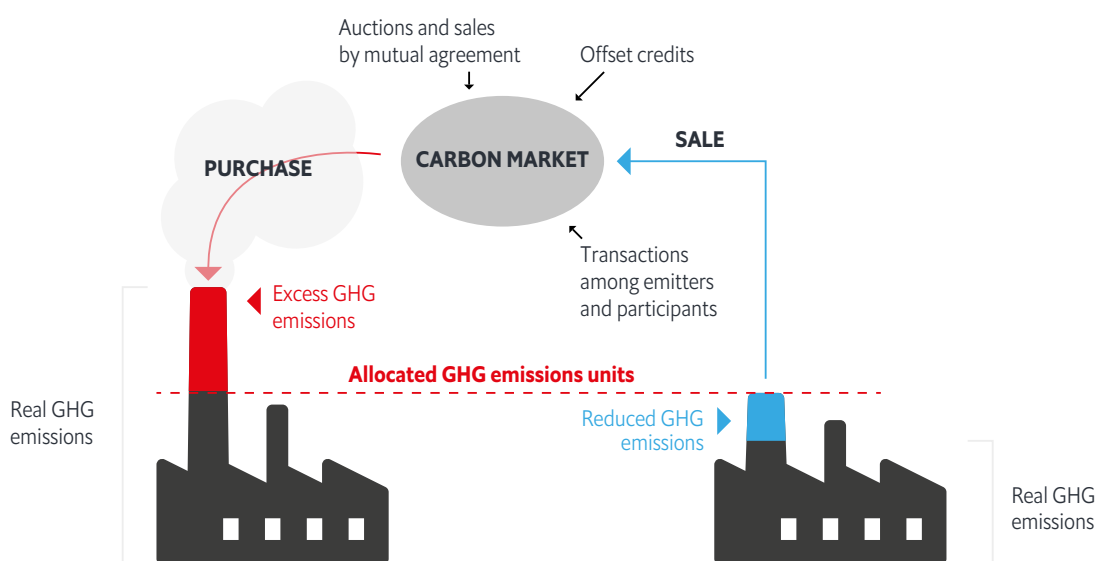 Auctions and sales
by mutual agreement
Offset credits
SALE
CARBON MARKET
PURCHASE
Transactions
among emitters
and participants
Excess GHG
emissions
Allocated GHG emissions units
Real GHG
emissions
Reduced GHG
emissions
Real GHG
emissions